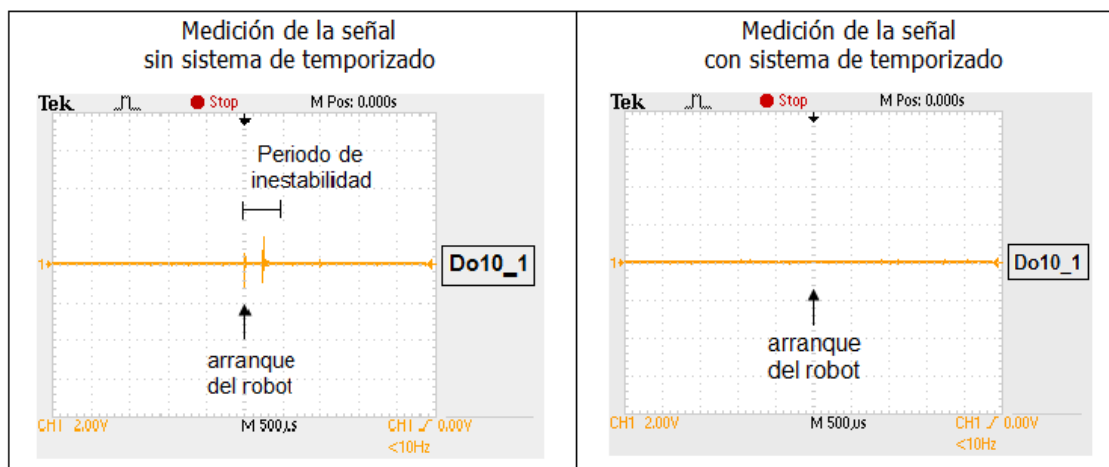 Medición de la señal
sin sistema de temporizado
Tek
Stop
M Pos: 0.000s
Periodo de
inestabilidad
1
Do10_1
arranque
del robot
CH1 2.00V
M 500µs
CH1 0.00V
<10Hz
Medición de la señal
con sistema de temporizado
Tek
Stop
M Pos: 0.000s
1
Do10_1
arranque
del robot
CH1 2.00V
M 500µs
CH1 0.00V
<10Hz